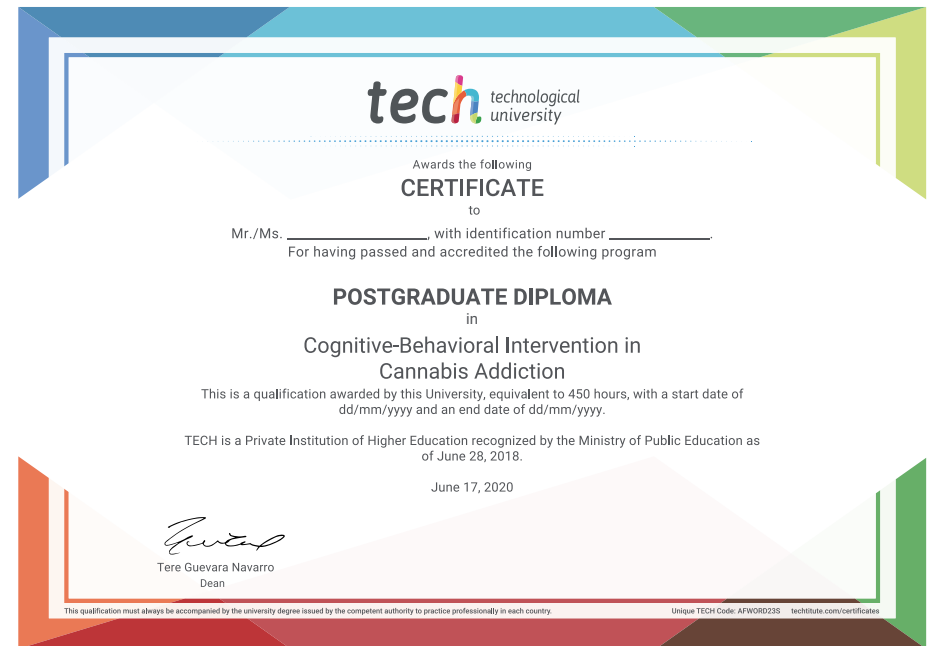 tech technological
university
Awards the following
CERTIFICATE
to
Mr./Ms. ____________________, with identification number ______________.
For having passed and accredited the following program
POSTGRADUATE DIPLOMA
in
Cognitive-Behavioral Intervention in
Cannabis Addiction
This is a qualification awarded by this University, equivalent to 450 hours, with a start date of
dd/mm/yyyy and an end date of dd/mm/yyyy.
TECH is a Private Institution of Higher Education recognized by the Ministry of Public Education as
of June 28, 2018.
June 17, 2020
Tere Guevara Navarro
Dean
This qualification must always be accompanied by the university degree issued by the competent authority to practice professionally in each country.
Unique TECH Code: AFWORD23S techtitute.com/certificates